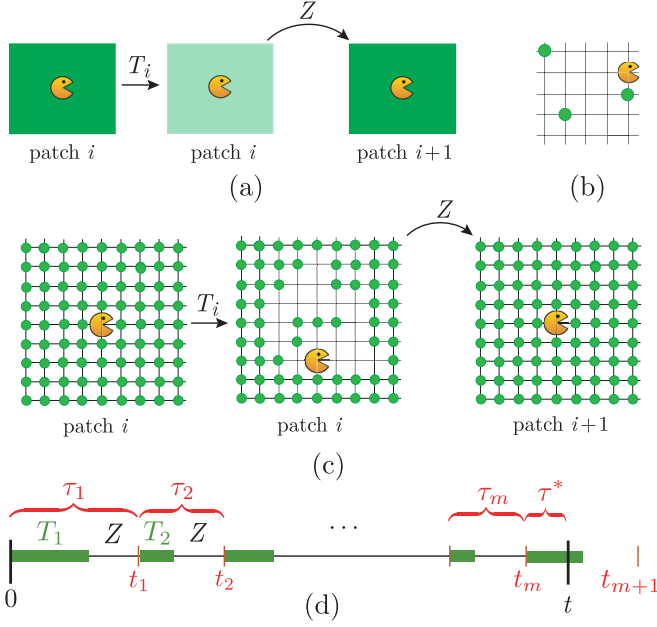 Z
T_i
patch i patch i patch i+1
(a) (b)
Z
T_i
patch i patch i patch i+1
(c)
τ_1 τ_2 τ_m τ^*
T_1 Z T_2 Z ...
t_1 t_2 t_m t_{m+1}
0 t
(d)